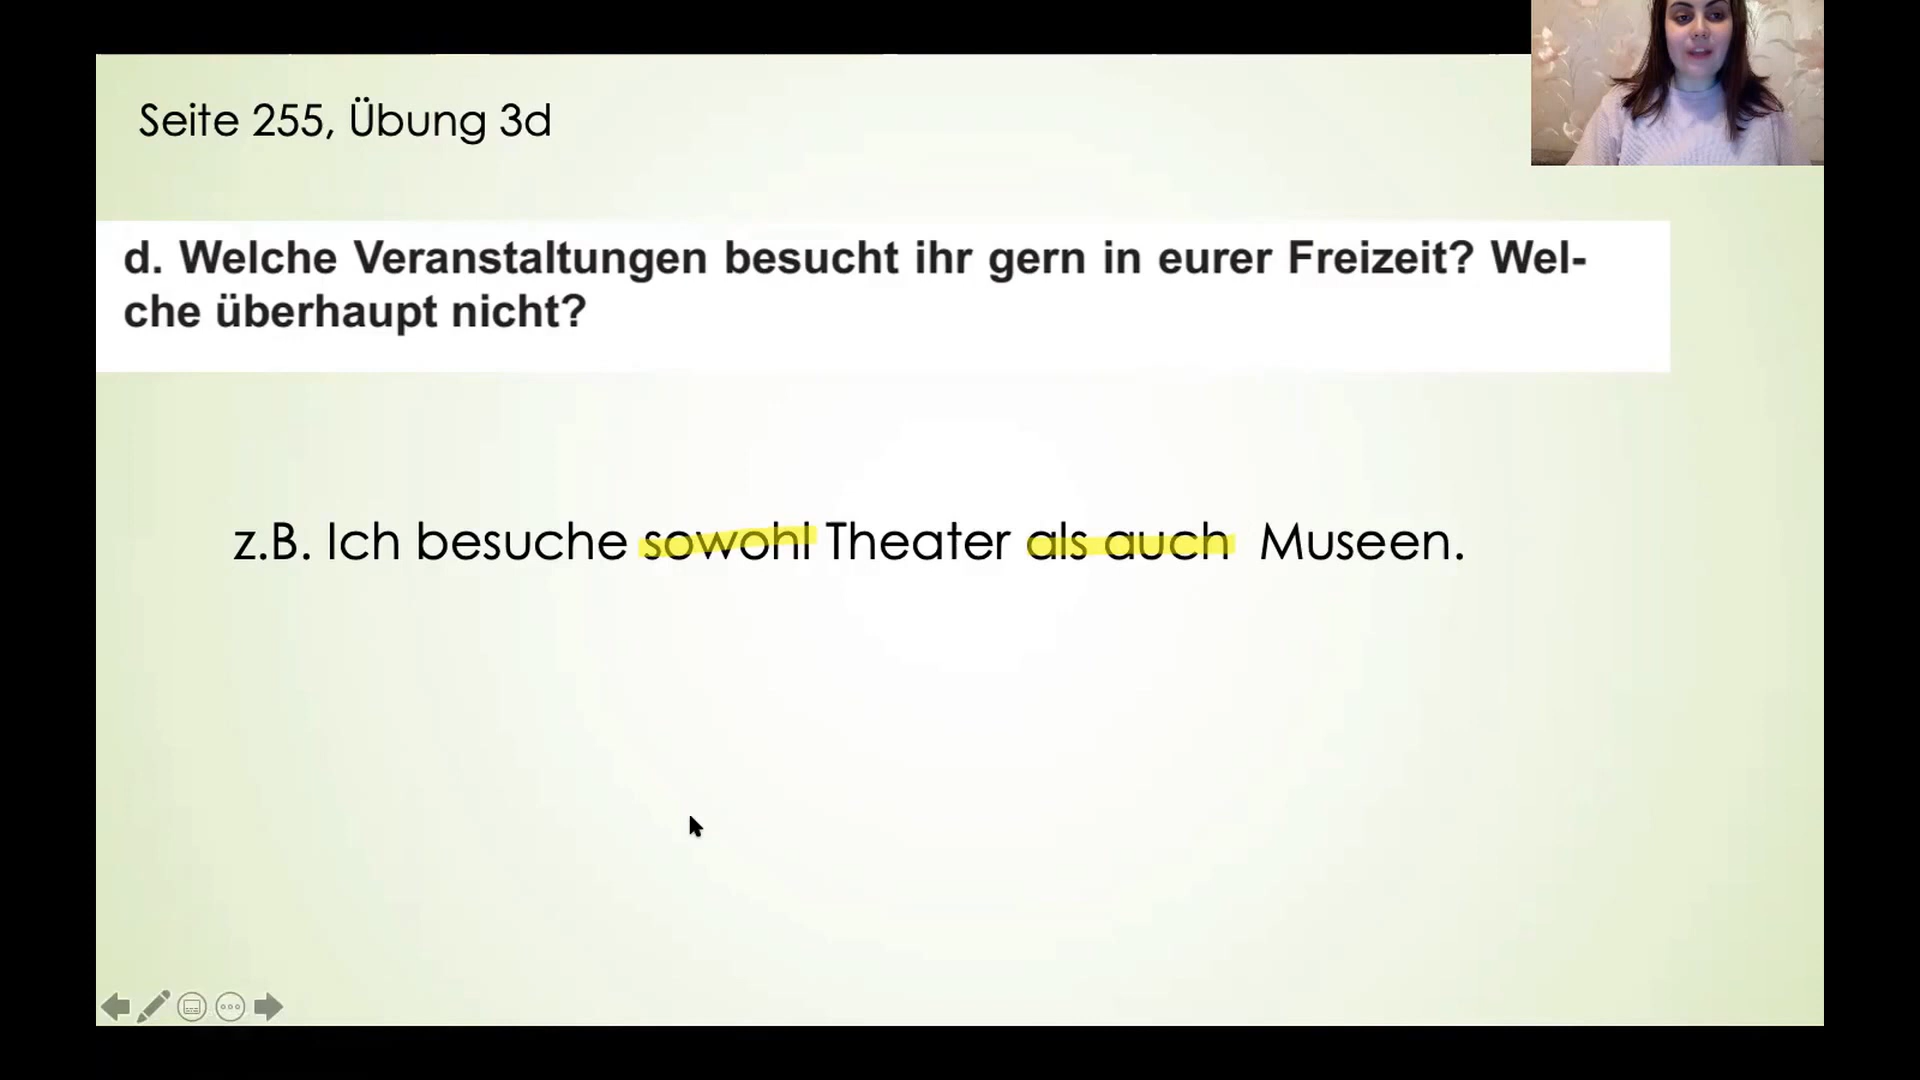 Seite 255, Übung 3d
d. Welche Veranstaltungen besucht ihr gern in eurer Freizeit? Wel-
che überhaupt nicht?
z.B. Ich besuche sowohl Theater als auch Museen.